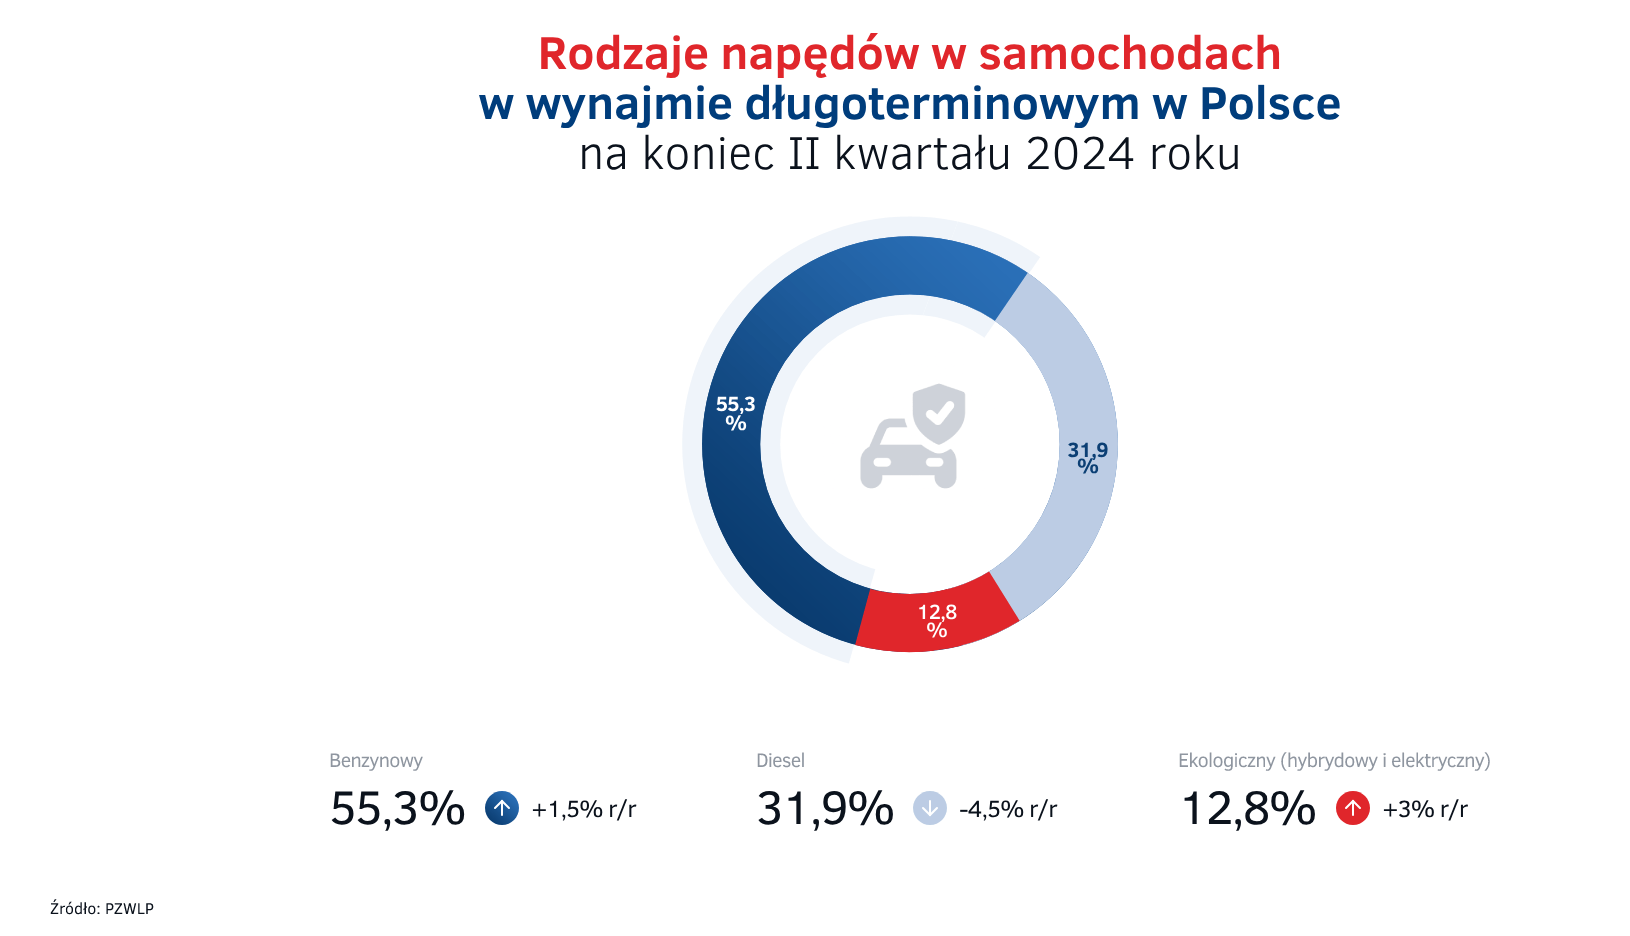 Rodzaje napędów w samochodach
w wynajmie długoterminowym w Polsce
na koniec II kwartału 2024 roku
55,3
%
31,9
%
12,8
%
Benzynowy
55,3% +1,5% r/r
Diesel
31,9% -4,5% r/r
Ekologiczny (hybrydowy i elektryczny)
12,8% +3% r/r
Źródło: PZWLP